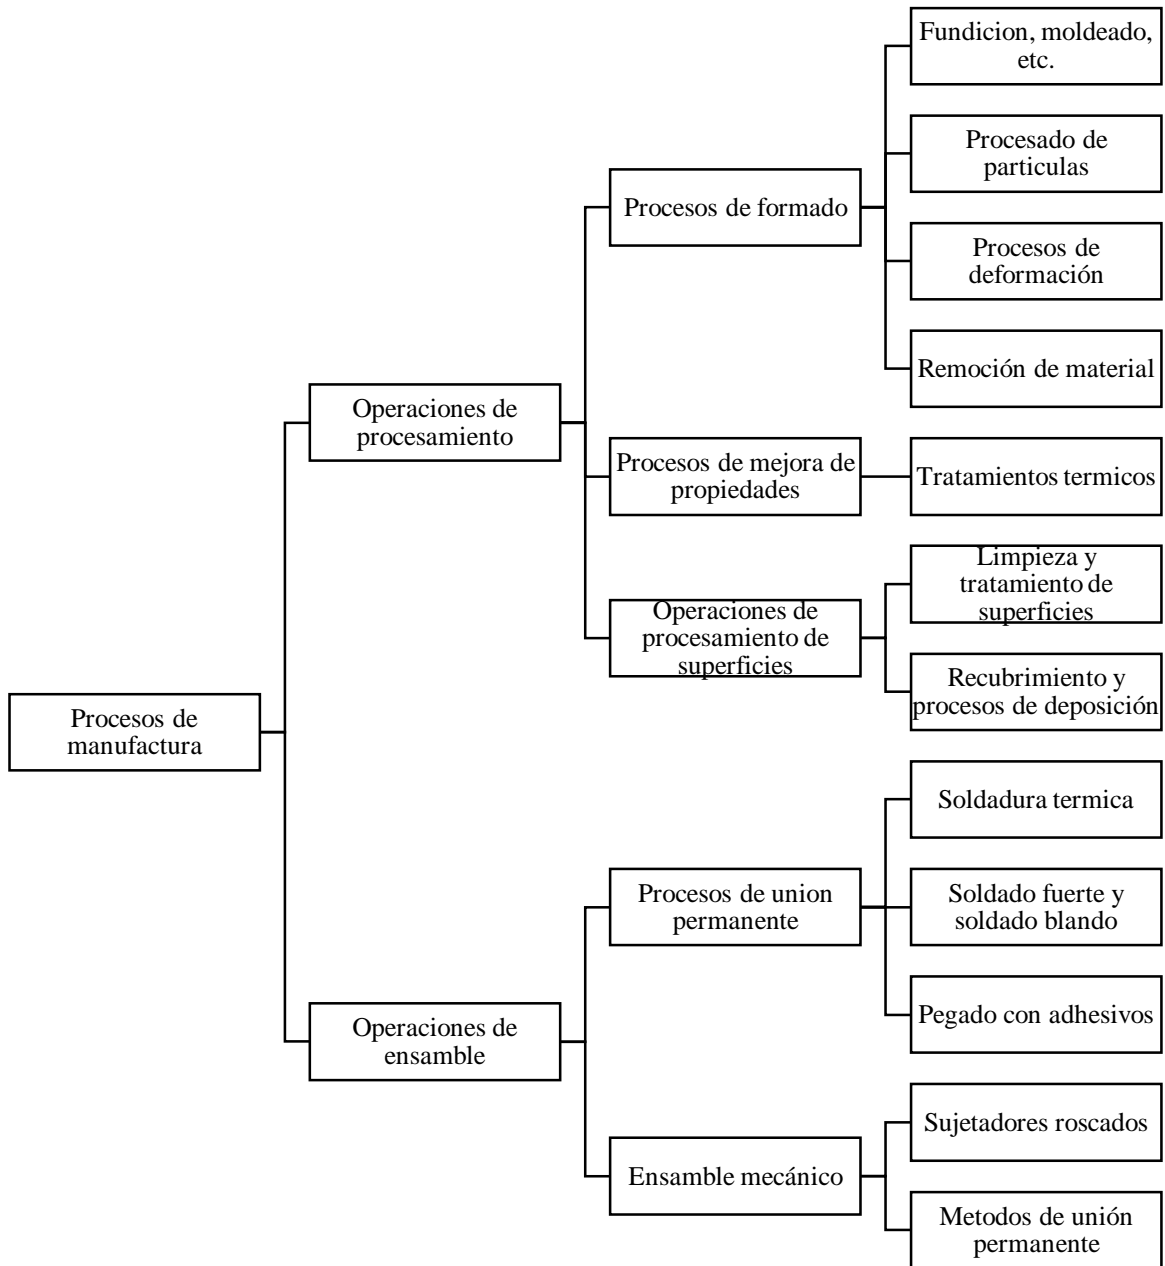 Fundicion, moldeado,
etc.
Procesado de
particulas
Procesos de formado
Procesos de
deformación
Remoción de material
Operaciones de
procesamiento
Procesos de mejora de
propiedades
Tratamientos termicos
Limpieza y
tratamiento de
superficies
Operaciones de
procesamiento de
superficies
Recubrimiento y
procesos de deposición
Procesos de
manufactura
Soldadura termica
Procesos de union
permanente
Soldado fuerte y
soldado blando
Pegado con adhesivos
Operaciones de
ensamble
Sujetadores roscados
Ensamble mecánico
Metodos de unión
permanente